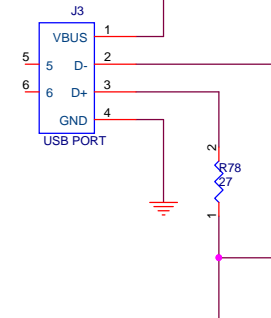 J3
VBUS 1
5 5 D- 2
6 6 D+ 3
GND 4
USB PORT
2
R78
27
1